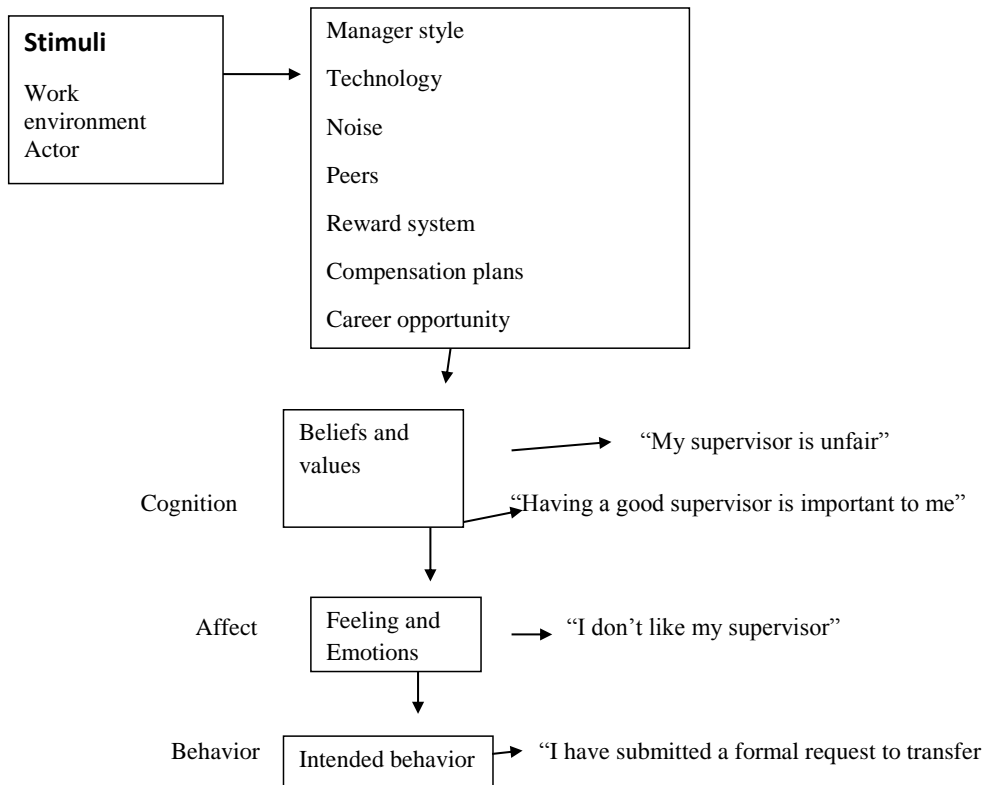 Stimuli
Work
environment
Actor
Manager style
Technology
Noise
Peers
Reward system
Compensation plans
Career opportunity
Beliefs and
values
“My supervisor is unfair”
Cognition
“Having a good supervisor is important to me”
Affect
Feeling and
Emotions
“I don’t like my supervisor”
Behavior
Intended behavior
“I have submitted a formal request to transfer